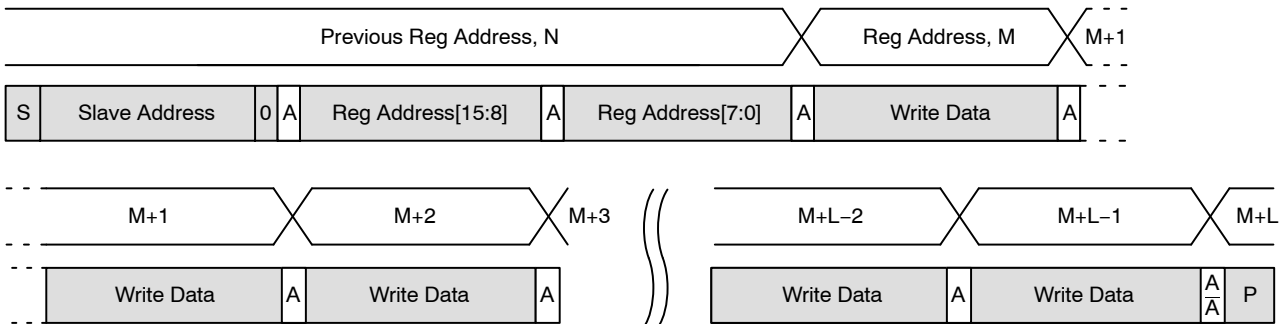 Previous Reg Address, N Reg Address, M M+1
S Slave Address 0 A Reg Address[15:8] A Reg Address[7:0] A Write Data A
M+1 M+2 M+3 M+L−2 M+L−1 M+L
Write Data A Write Data A Write Data A Write Data A A̅ P